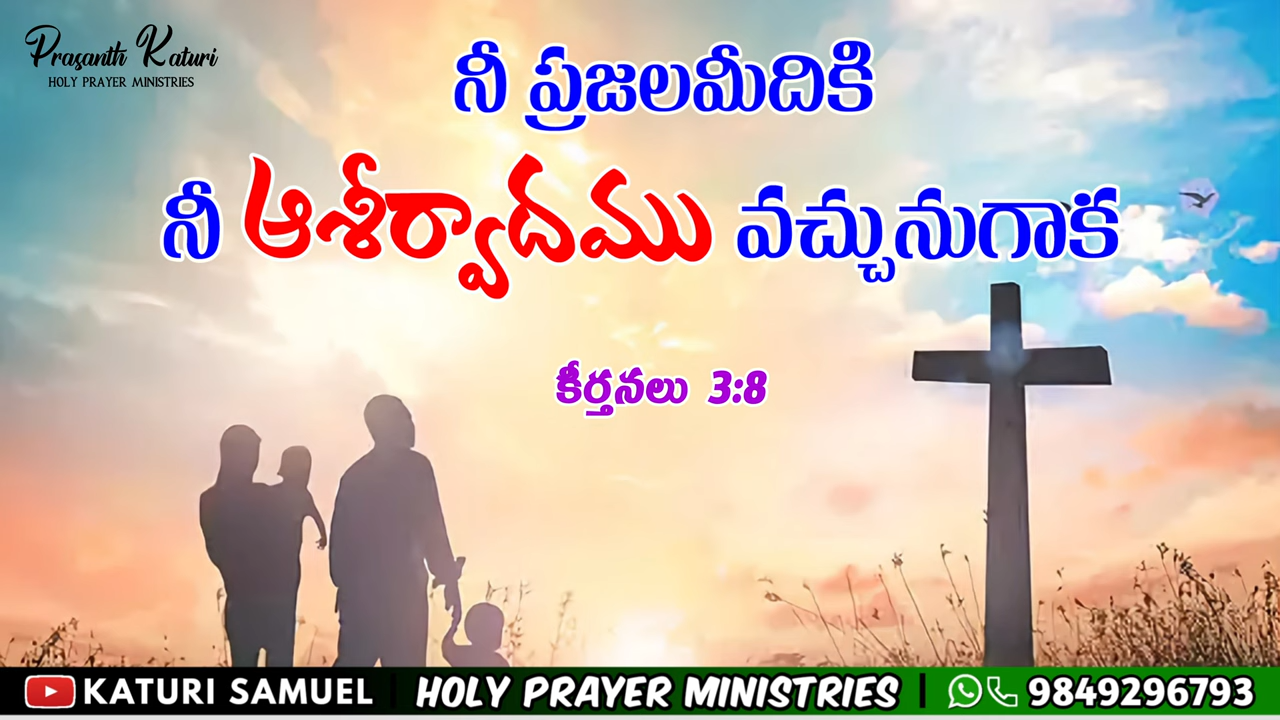 Prasanth Katuri
HOLY PRAYER MINISTRIES
నీ ప్రజలమీదికి
నీ ఆశీర్వాదము వచ్చునుగాక
కీర్తనలు 3:8
KATURI SAMUEL | HOLY PRAYER MINISTRIES | 9849296793